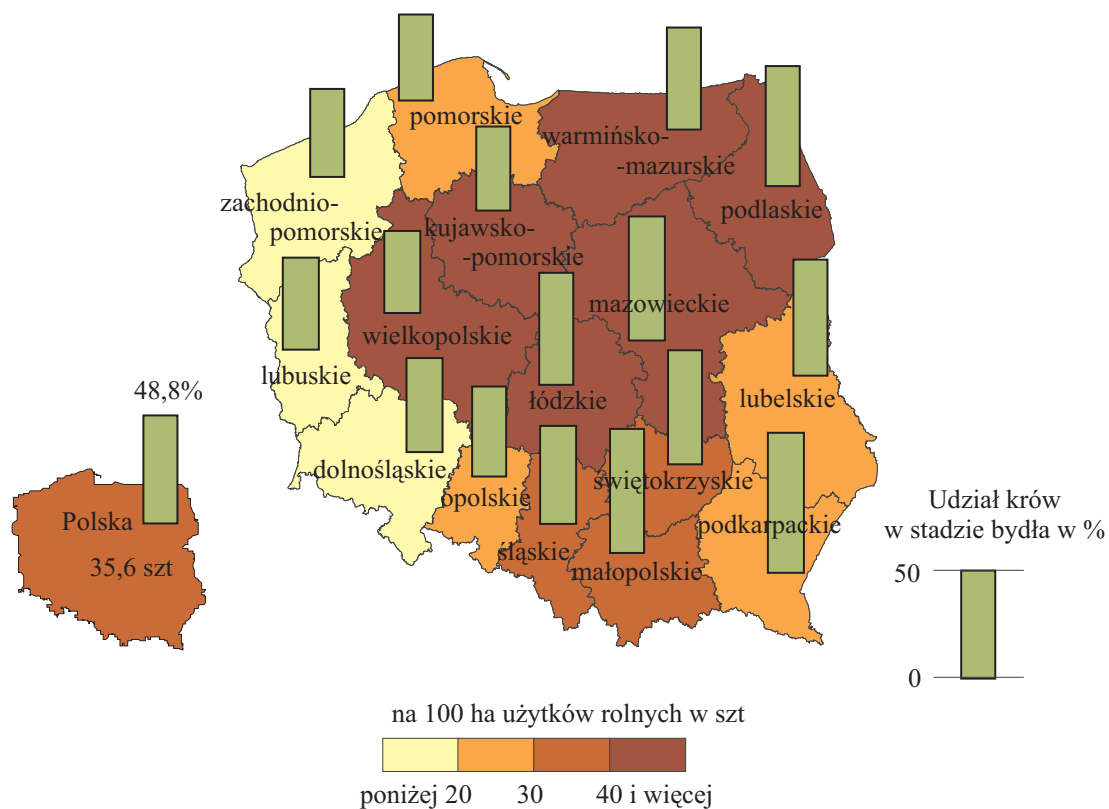 pomorskie
warmińsko-
-mazurskie
podlaskie
zachodnio-
pomorskie
kujawsko-
-pomorskie
mazowieckie
wielkopolskie
lubuskie
łódzkie
lubelskie
48,8%
dolnośląskie
opolskie
świętokrzyskie
Polska
35,6 szt
podkarpackie
śląskie
małopolskie
Udział krów
w stadzie bydła w %
50
0
na 100 ha użytków rolnych w szt
poniżej 20 30 40 i więcej